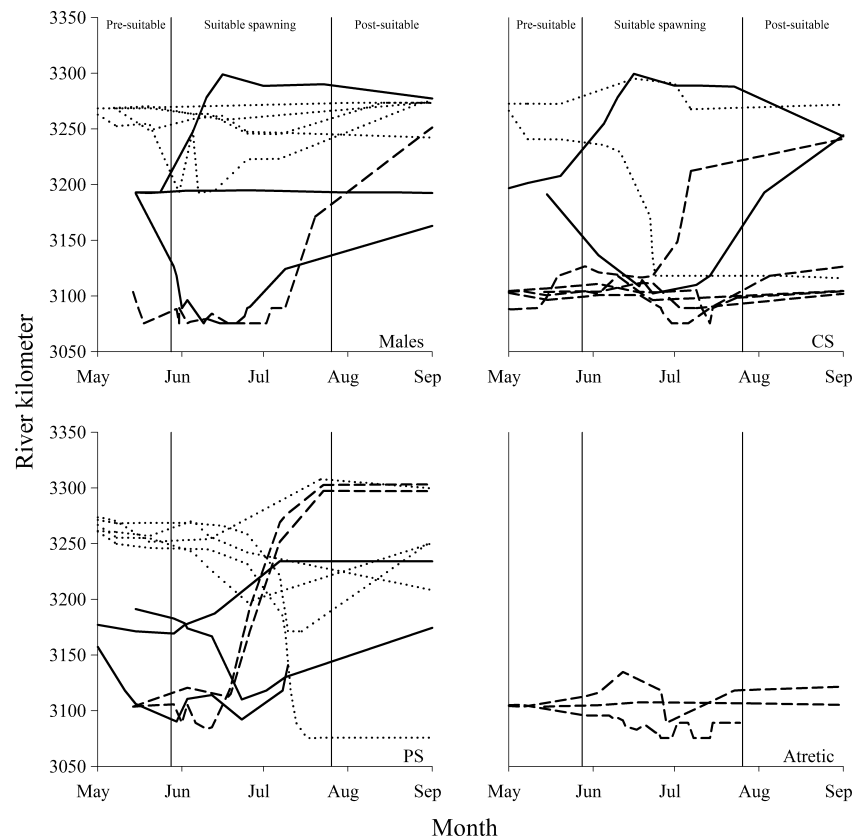 3350
Pre-suitable Suitable spawning Post-suitable
3300
3250
3200
3150
3100
3050
Males
May Jun Jul Aug Sep
Pre-suitable Suitable spawning Post-suitable
CS
May Jun Jul Aug Sep
River kilometer
3350
3300
3250
3200
3150
3100
3050
PS
May Jun Jul Aug Sep
Atretic
May Jun Jul Aug Sep
Month